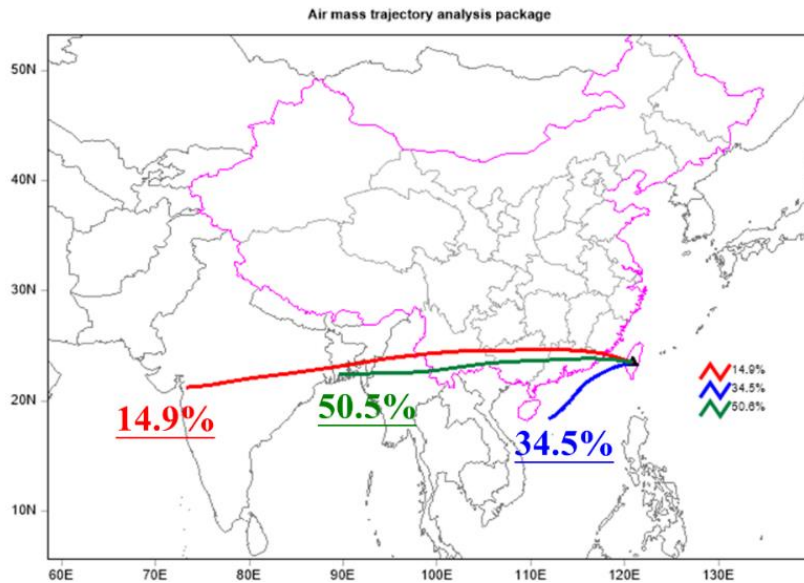 Air mass trajectory analysis package
50N
40N
30N
20N
10N
14.9%
50.5%
34.5%
14.9%
34.5%
50.6%
60E
70E
80E
90E
100E
110E
120E
130E